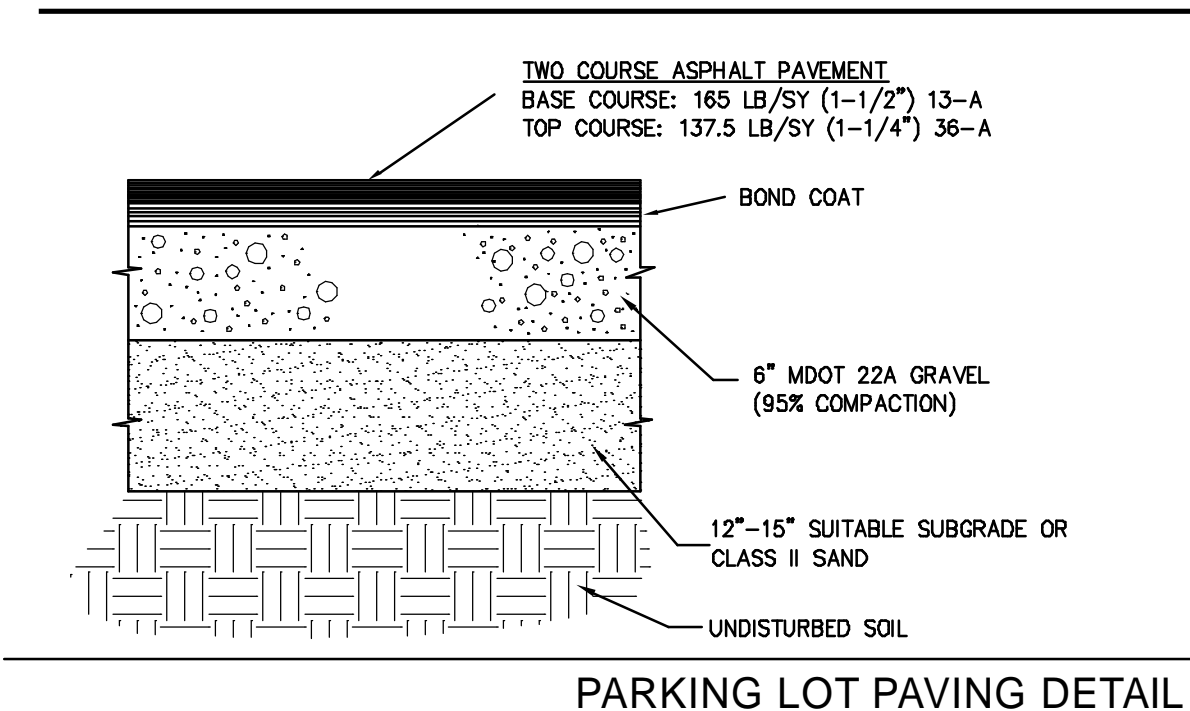 TWO COURSE ASPHALT PAVEMENT
BASE COURSE: 165 LB/SY (1-1/2") 13-A
TOP COURSE: 137.5 LB/SY (1-1/4") 36-A
BOND COAT
6" MDOT 22A GRAVEL
(95% COMPACTION)
12"-15" SUITABLE SUBGRADE OR
CLASS II SAND
UNDISTURBED SOIL
PARKING LOT PAVING DETAIL